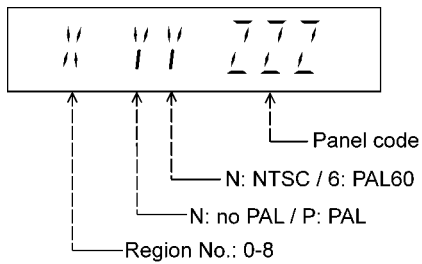 X YY ZZZ
Panel code
N: NTSC / 6: PAL60
N: no PAL / P: PAL
Region No.: 0-8